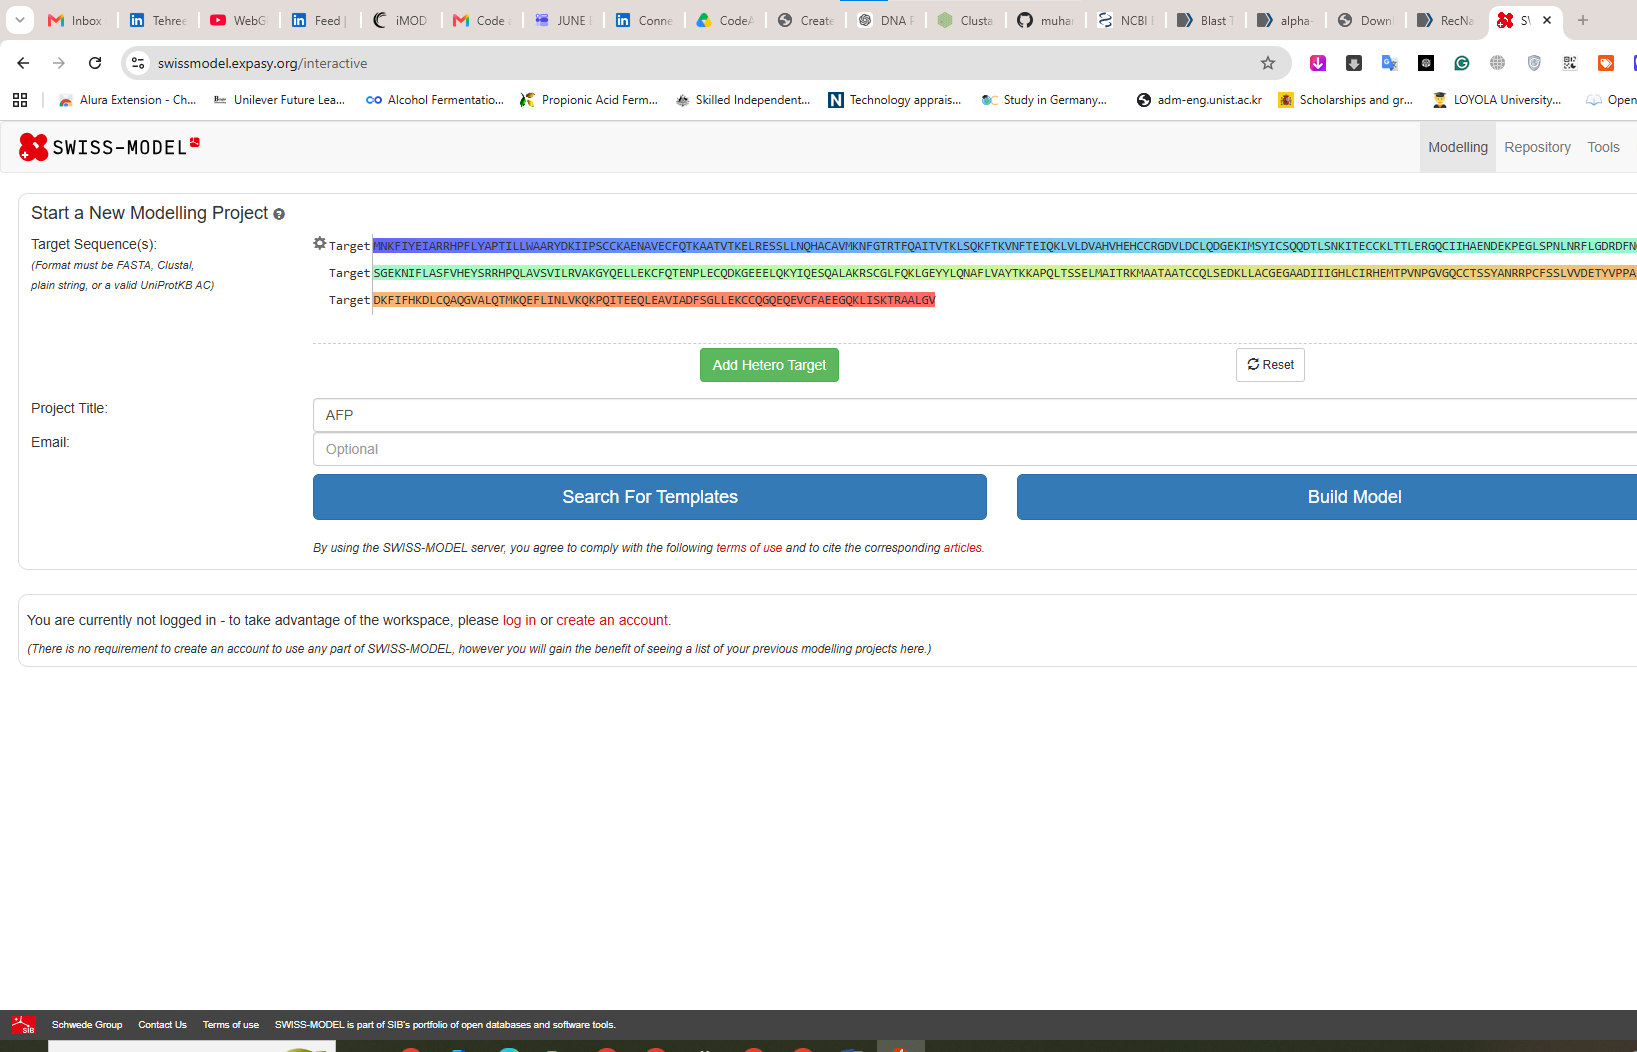 Inbox
Tehree
WebG
Feed |
iMOD
Code a
JUNE
Conne
CodeA
Create
DNA
Clusta
muhar
NCBI
Blast T
alpha-
Down
RecNa
swissmodel.expasy.org/interactive
Alura Extension - Ch...
Unilever Future Lea...
Alcohol Fermentatio...
Propionic Acid Ferm...
Skilled Independent...
Technology apprais...
Study in Germany...
adm-eng.unist.ac.kr
Scholarships and gr...
LOYOLA University...
Open
SWISS-MODEL
Modelling
Repository
Tools
Start a New Modelling Project
Target Sequence(s):
(Format must be FASTA, Clustal,
plain string, or a valid UniProtKB AC)
Target MNKFIYEIARRHPFLYAPTILLWAARYDKIIPSCCKAENAVECFQTKAATVTKELRESSLLNQHACAVMKNFGTRTFQAITVTKLSQKFTKVNFTEIQKLVLDVAHVHEHCCRGDVLDCLQDGEKIMSYICSQQDTLSNKITECCKLTTLERGQCIIHAENDEKPEGLSPNLNRFLGDRDFN
Target SGEKNIFLASFVHEYSRRHPQLAVSVILRVAKGYQELLEKCFQTENPLECQDKGEEELQKYIQESQALAKRSCGLFQKLGEYYLQNAFLVAYTKKAPQLTSSELMAITRKMAATAATCCQLSEDKLLACGEGAADIIIGHLCIRHEMTPVNPGVGQCCTSSYANRRPCFSSLVVDETYVPPA
Target DKFIFHKDLCQAQGVALQTMKQEFLINLVKQKPQITEEQLEAVIADFSGLLEKCCQGQEQEVCFAEEGQKLISKTRAALGV
Add Hetero Target
Reset
Project Title:
AFP
Email:
Optional
Search For Templates
Build Model
By using the SWISS-MODEL server, you agree to comply with the following terms of use and to cite the corresponding articles.
You are currently not logged in - to take advantage of the workspace, please log in or create an account.
(There is no requirement to create an account to use any part of SWISS-MODEL, however you will gain the benefit of seeing a list of your previous modelling projects here.)
SIB
Schwede Group
Contact Us
Terms of use
SWISS-MODEL is part of SIB's portfolio of open databases and software tools.